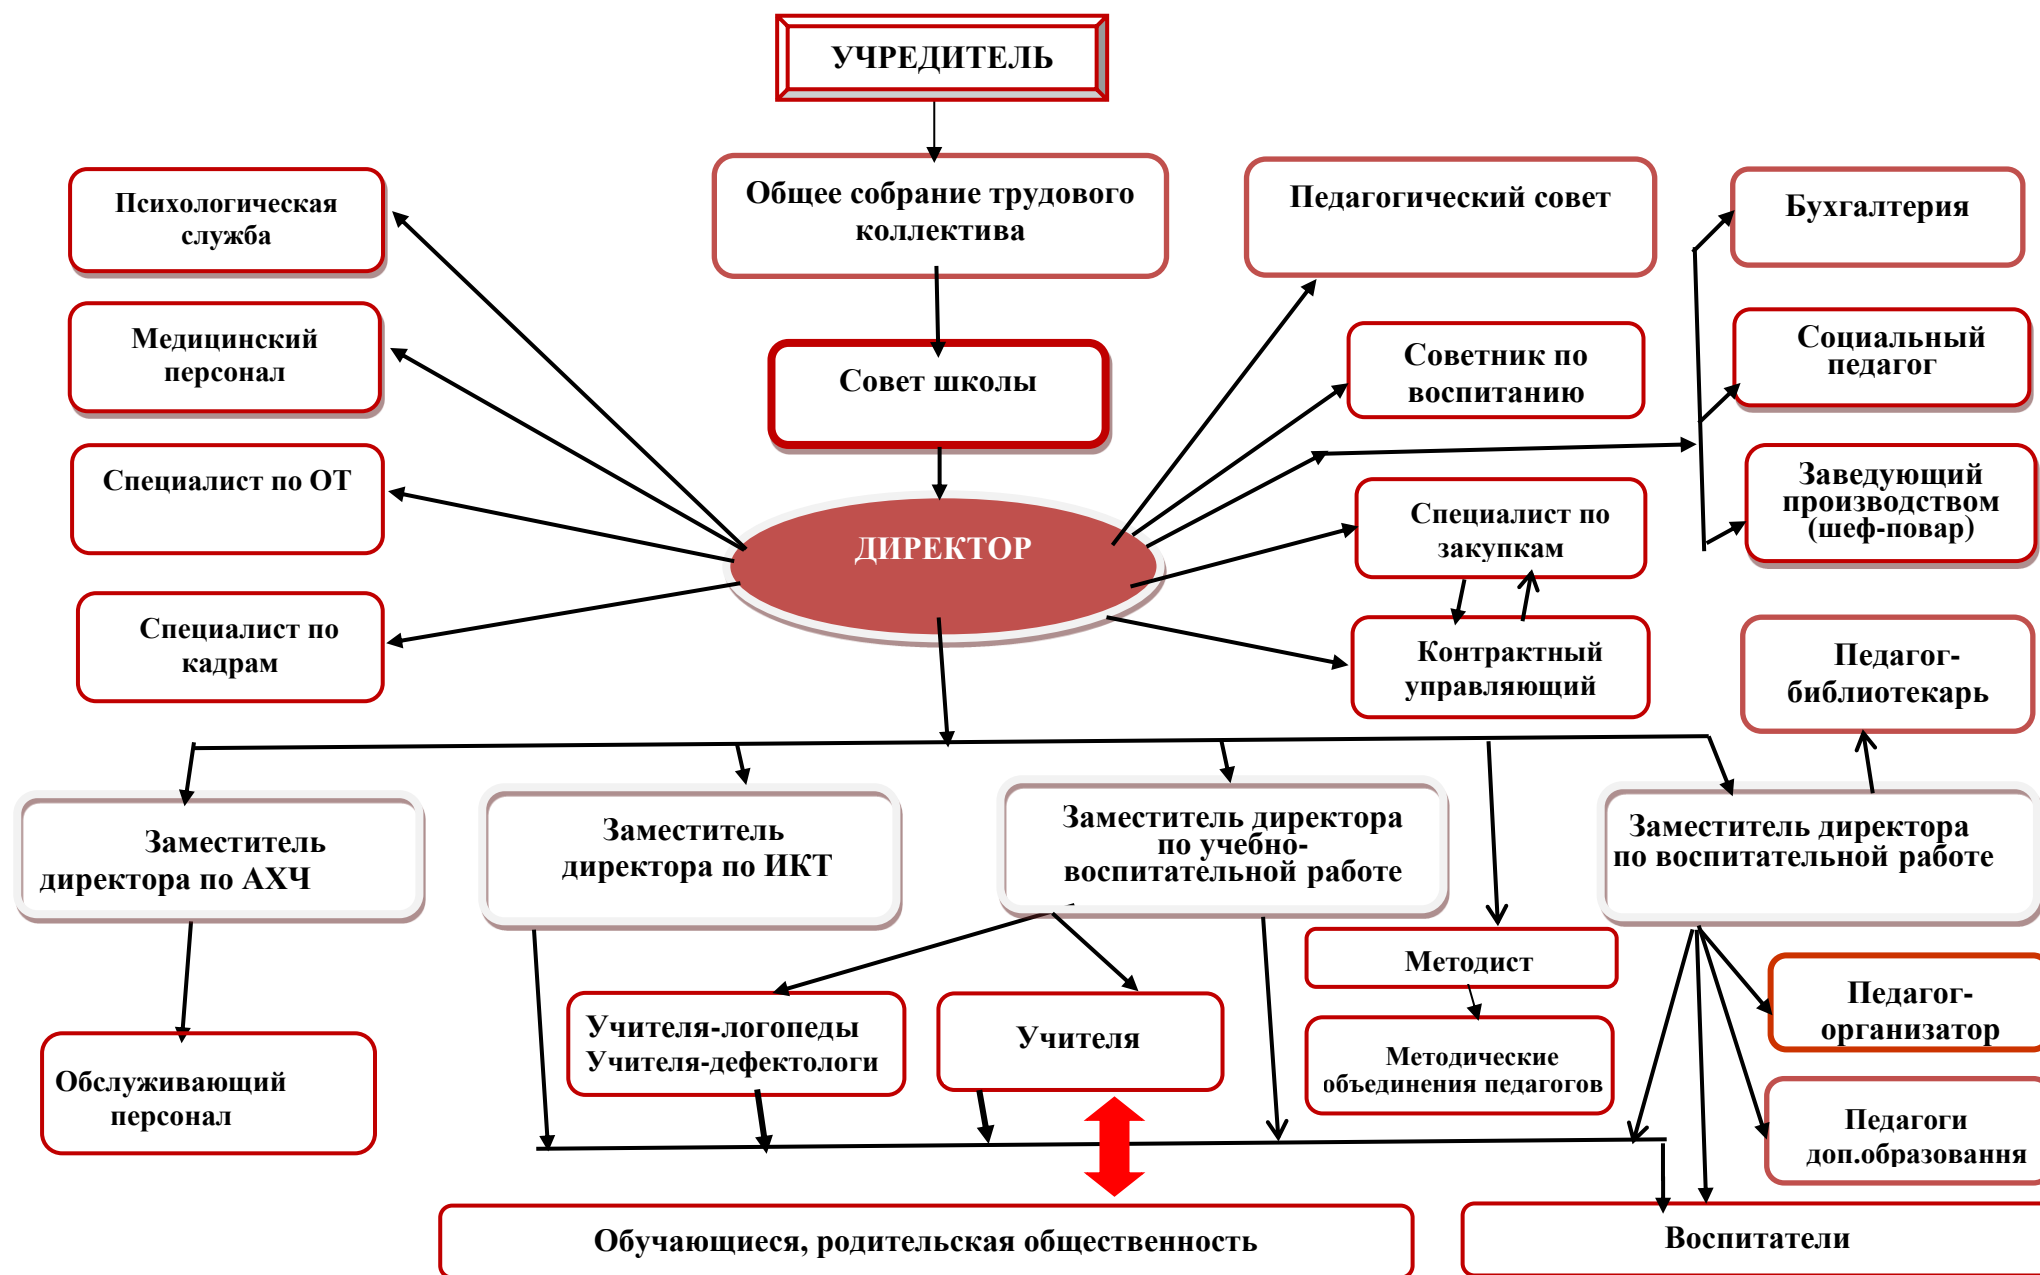 УЧРЕДИТЕЛЬ
Общее собрание трудового
коллектива
Педагогический совет
Бухгалтерия
Психологическая
служба
Медицинский
персонал
Совет школы
Советник по
воспитанию
Социальный
педагог
Специалист по ОТ
Заведующий
производством
(шеф-повар)
ДИРЕКТОР
Специалист по
закупкам
Специалист по
кадрам
Контрактный
управляющий
Педагог-
библиотекарь
Заместитель
директора по АХЧ
Заместитель
директора по ИКТ
Заместитель директора
по учебно-
воспитательной работе
Заместитель директора
по воспитательной работе
Методист
Педагог-
организатор
Учителя-логопеды
Учителя-дефектологи
Учителя
Методические
объединения педагогов
Обслуживающий
персонал
Педагоги
доп.образования
Обучающиеся, родительская общественность
Воспитатели